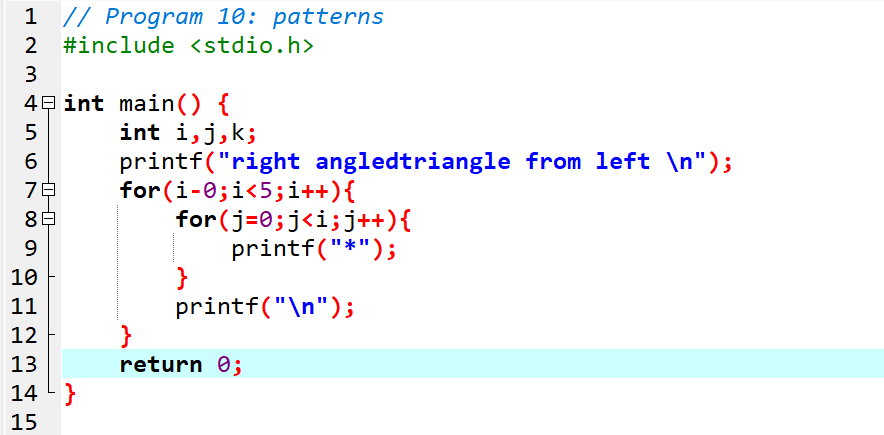 1 // Program 10: patterns
2 #include <stdio.h>
3
4 int main() {
5     int i,j,k;
6     printf("right angledtriangle from left \n");
7     for(i-0;i<5;i++){
8         for(j=0;j<i;j++){
9             printf("*");
10         }
11         printf("\n");
12     }
13     return 0;
14 }
15